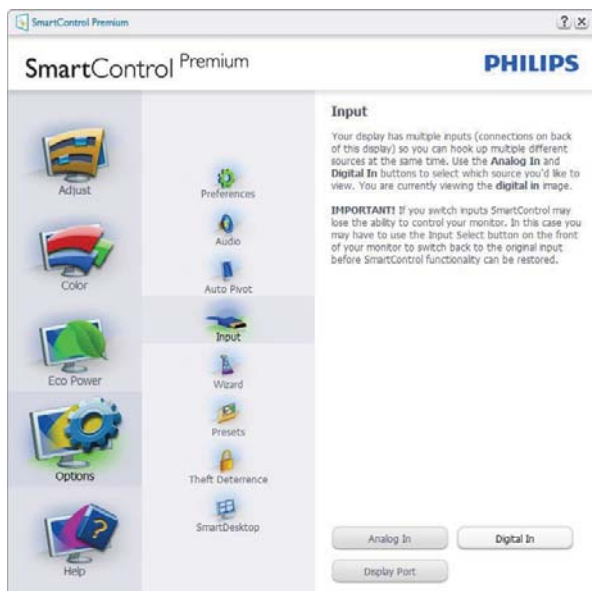 SmartControl Premium
? x
SmartControl Premium
PHILIPS
Adjust
Color
Eco Power
Options
Help
Preferences
Audio
Auto Pivot
Input
Wizard
Presets
Theft Deterrence
SmartDesktop
Input
Your display has multiple inputs (connections on back
of this display) so you can hook up multiple different
sources at the same time. Use the Analog In and
Digital In buttons to select which source you'd like to
view. You are currently viewing the digital in image.
IMPORTANT! If you switch inputs SmartControl may
lose the ability to control your monitor. In this case you
may have to use the Input Select button on the front
of your monitor to switch back to the original input
before SmartControl functionality can be restored.
Analog In
Digital In
Display Port